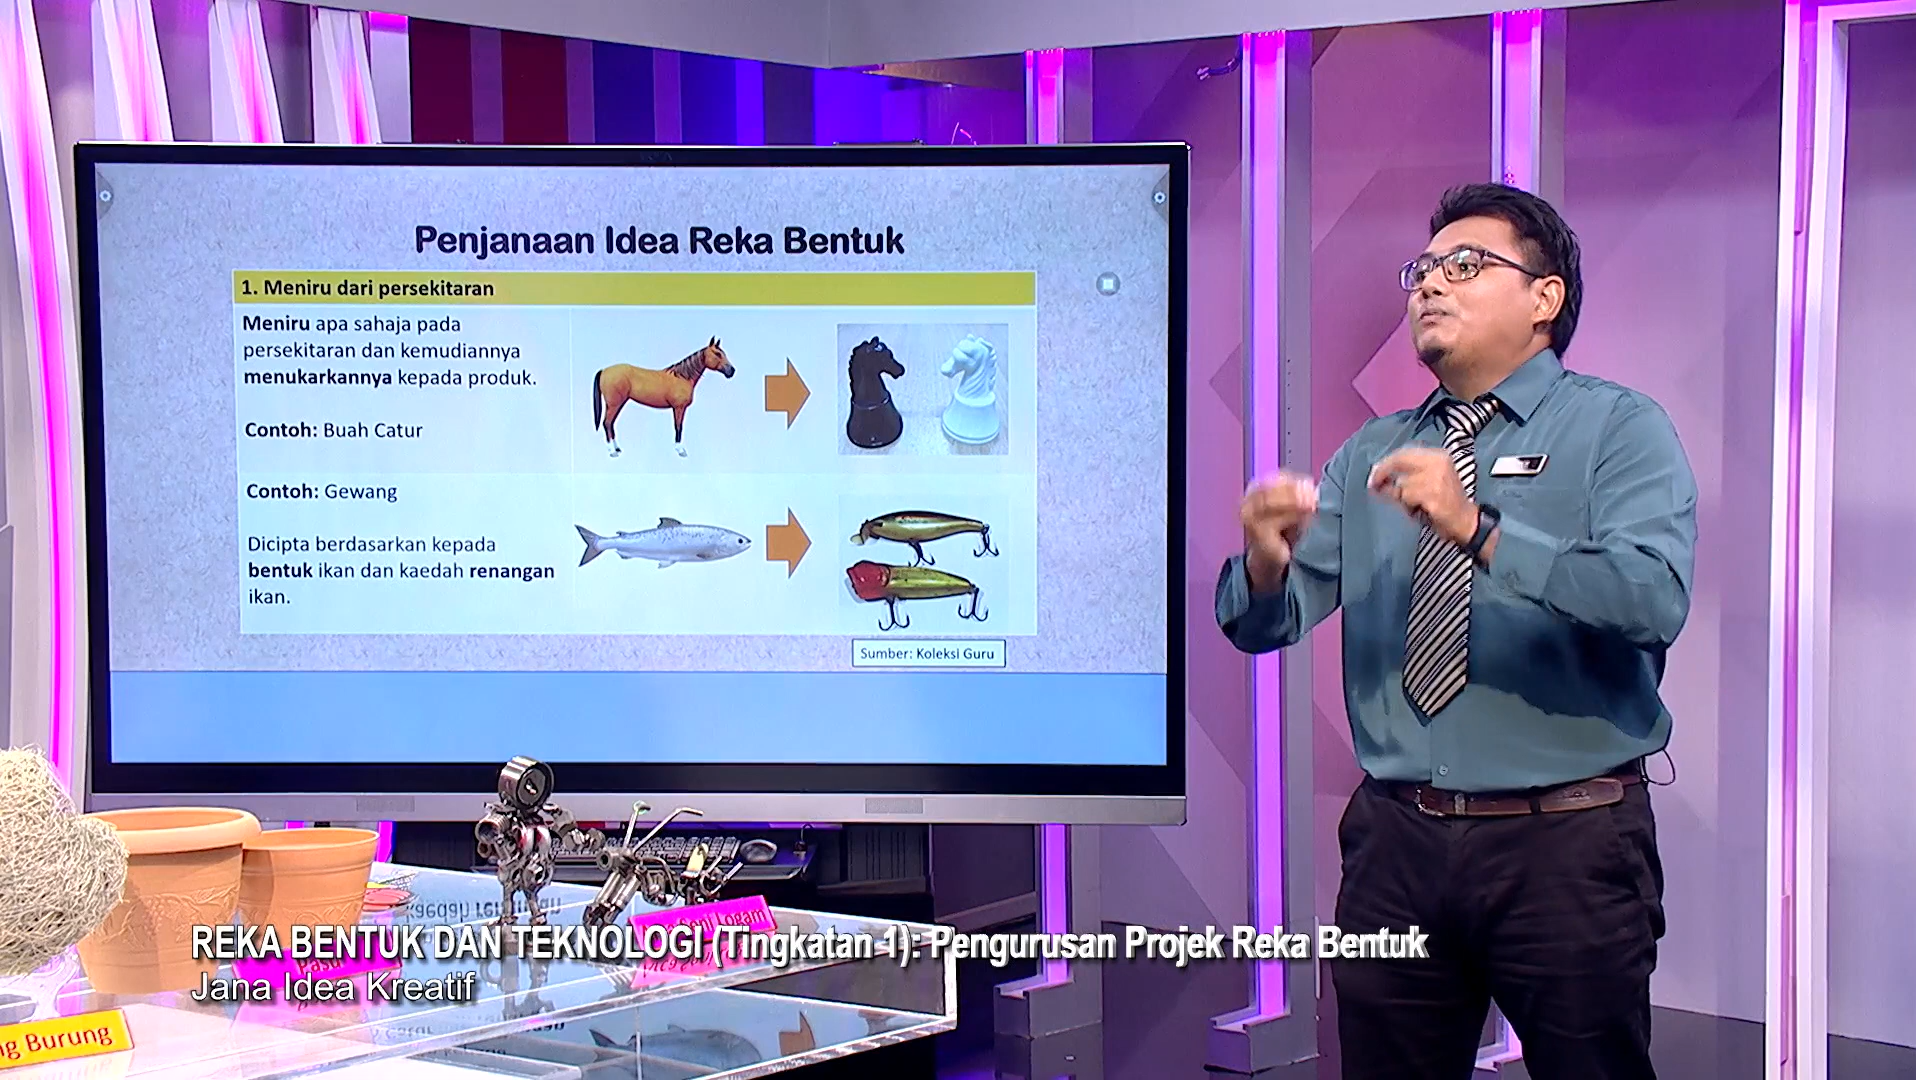 Penjanaan Idea Reka Bentuk
1. Meniru dari persekitaran
Meniru apa sahaja pada
persekitaran dan kemudiannya
menukarkannya kepada produk.
Contoh: Buah Catur
Contoh: Gewang
Dicipta berdasarkan kepada
bentuk ikan dan kaedah renangan
ikan.
Sumber: Koleksi Guru
Seni Logam
REKA BENTUK DAN TEKNOLOGI (Tingkatan 1): Pengurusan Projek Reka Bentuk
Jana Idea Kreatif
Burung